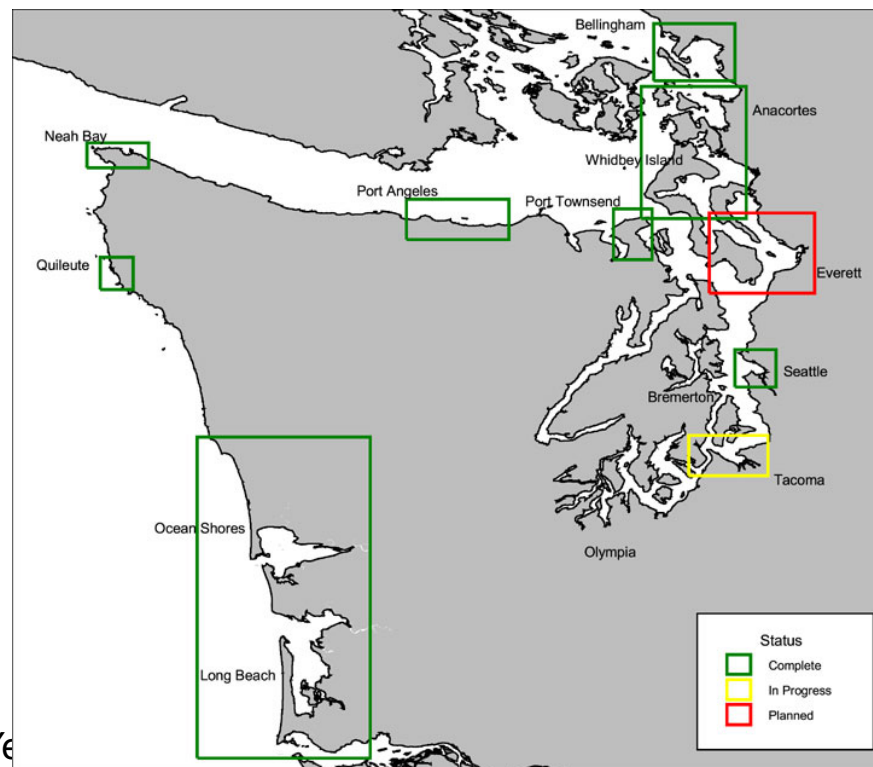 Bellingham
Anacortes
Neah Bay
Whidbey Island
Port Angeles
Port Townsend
Quileute
Everett
Seattle
Bremerton
Tacoma
Ocean Shores
Olympia
Long Beach
Status
Complete
In Progress
Planned